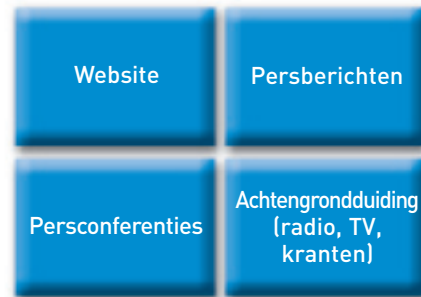 Website
Persberichten
Persconferenties
Achtengrondduiding
(radio, TV,
kranten)